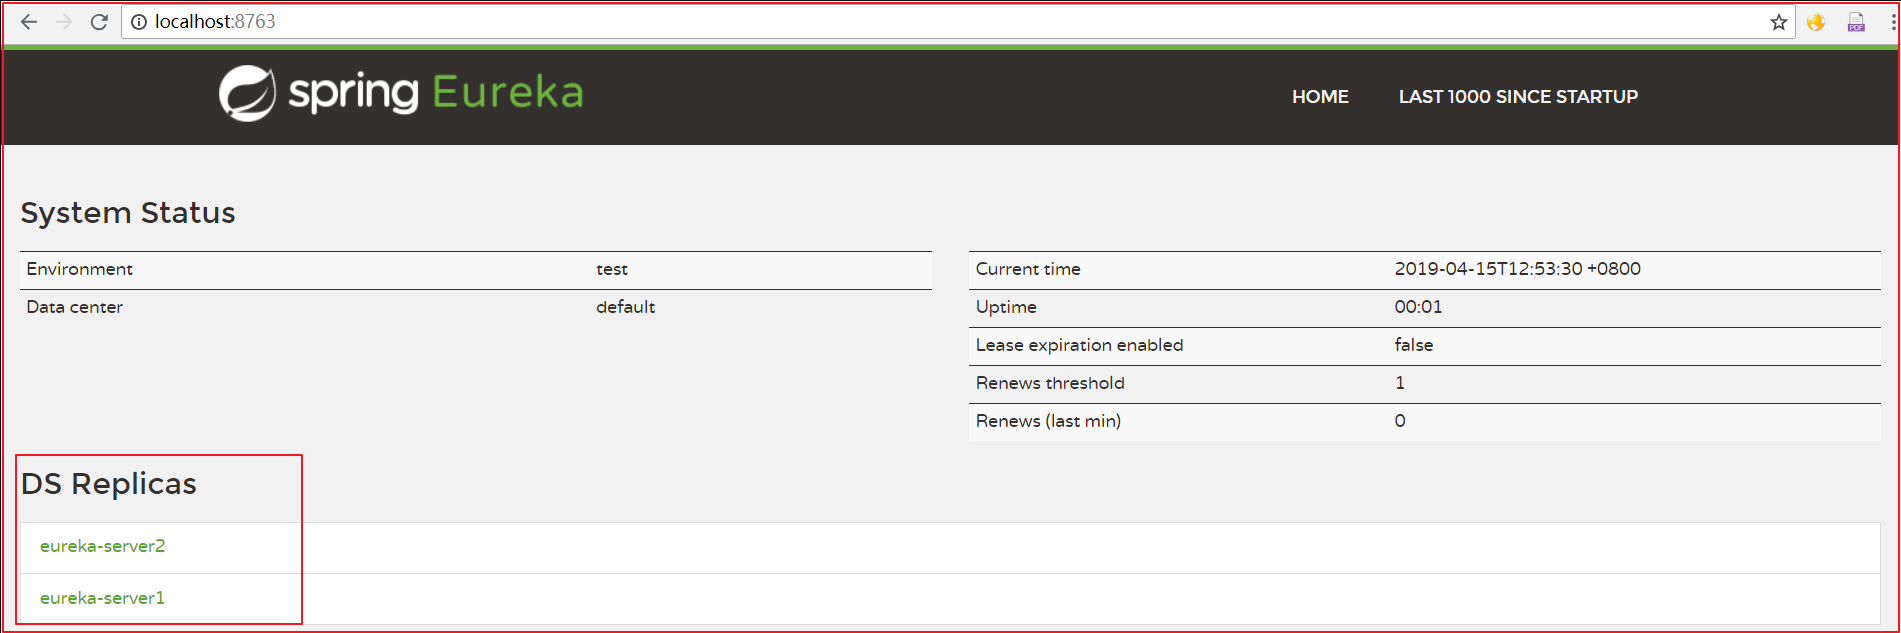 localhost:8763
spring Eureka
HOME LAST 1000 SINCE STARTUP
System Status
Environment test
Data center default
Current time 2019-04-15T12:53:30 +0800
Uptime 00:01
Lease expiration enabled false
Renews threshold 1
Renews (last min) 0
DS Replicas
eureka-server2
eureka-server1